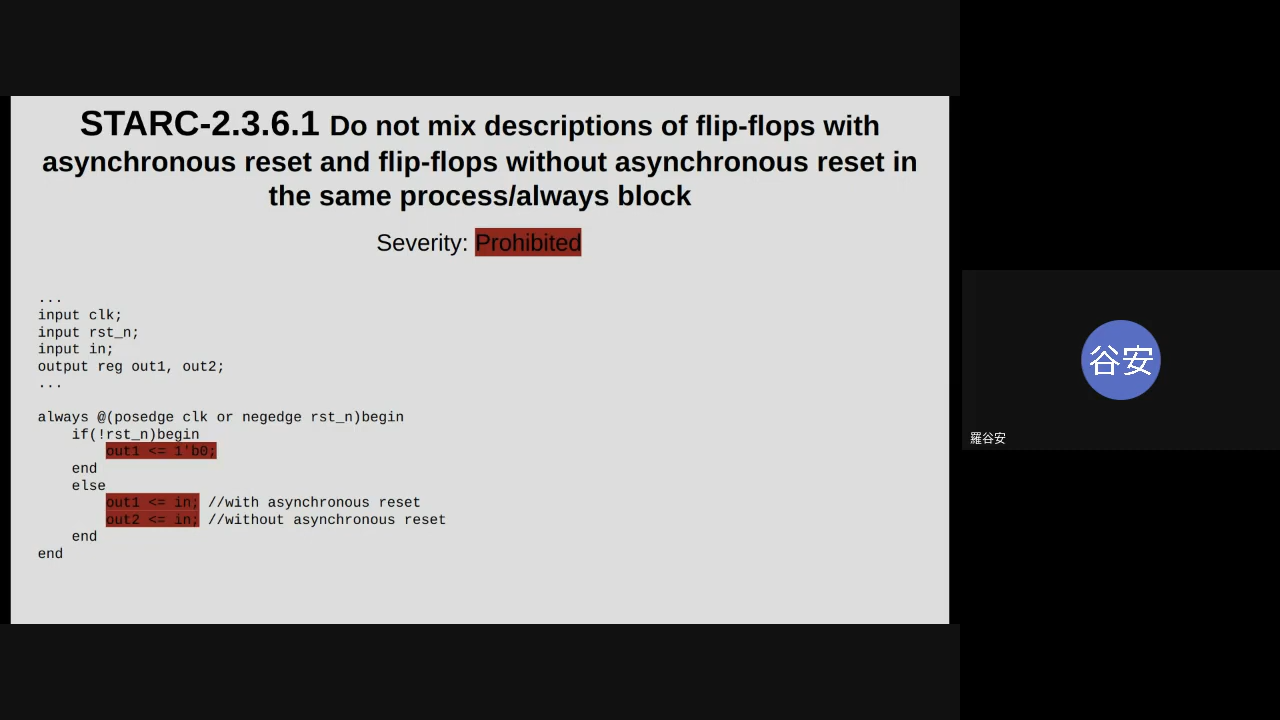 STARC-2.3.6.1 Do not mix descriptions of flip-flops with
asynchronous reset and flip-flops without asynchronous reset in
the same process/always block
Severity: Prohibited
...
input clk;
input rst_n;
input in;
output reg out1, out2;
...
always @(posedge clk or negedge rst_n)begin
if(!rst_n)begin
out1 <= 1'b0;
end
else
out1 <= in; //with asynchronous reset
out2 <= in; //without asynchronous reset
end
end
谷安
羅谷安